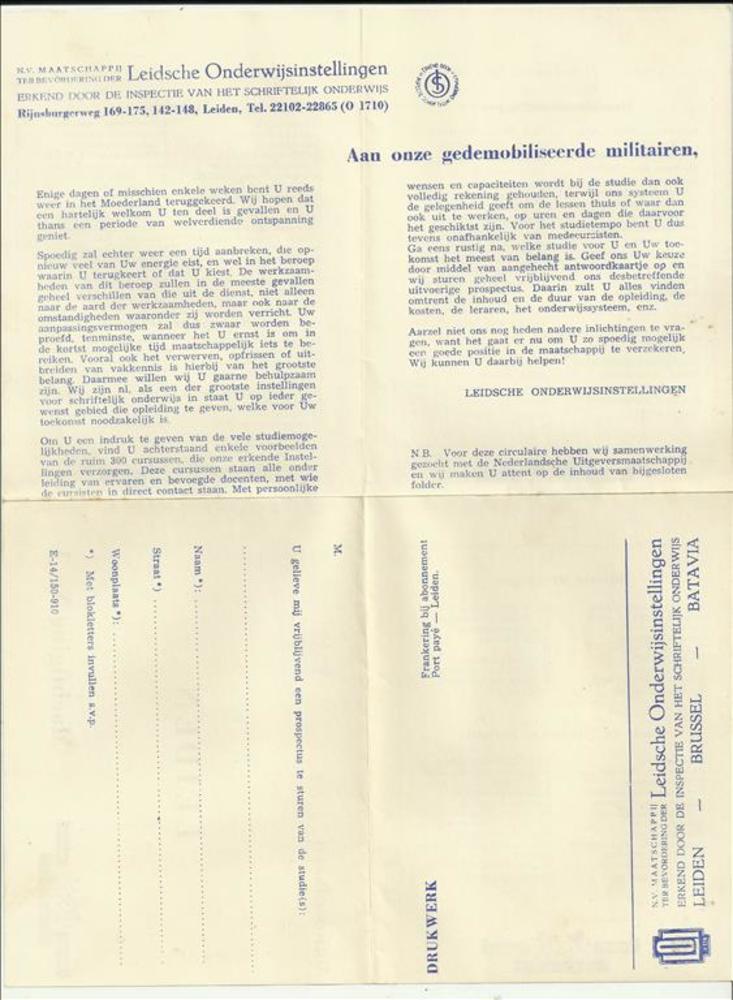 N.V. MAATSCHAPPIJ
TER BEVORDERING DER Leidsche Onderwijsinstellingen
ERKEND DOOR DE INSPECTIE VAN HET SCHRIFTELIJK ONDERWIJS
Rijnsburgerweg 169-175, 142-148, Leiden, Tel. 22102-22865 (O 1710)
Aan onze gedemobiliseerde militairen,
Enige dagen of misschien enkele weken bent U reeds
weer in het Moederland teruggekeerd. Wij hopen dat
een hartelijk welkom U ten deel is gevallen en U
thans een periode van welverdiende ontspanning
geniet.
Spoedig zal echter weer een tijd aanbreken, die op-
nieuw veel van Uw energie eist, en wel in het beroep
waarin U terugkeert of dat U kiest. De werkzaam-
heden van dit beroep zullen in de meeste gevallen
geheel verschillen van die uit de dienst, niet alleen
naar de aard der werkzaamheden, maar ook naar de
omstandigheden waaronder zij worden verricht. Uw
aanpassingsvermogen zal dus zwaar worden be-
proefd, tenminste, wanneer het U ernst is om in
de kortst mogelijke tijd maatschappelijk iets te be-
reiken. Vooral ook het verwerven, opfrissen of uit-
breiden van vakkennis is hierbij van het grootste
belang. Daarmee willen wij U gaarne behulpzaam
zijn. Wij zijn nl. als een der grootste instellingen
voor schriftelijk onderwijs in staat U op ieder ge-
wenst gebied die opleiding te geven, welke voor Uw
toekomst noodzakelijk is.
Om U een indruk te geven van de vele studiemoge-
lijkheden, vind U achterstaand enkele voorbeelden
van de ruim 300 cursussen, die onze erkende Instel-
lingen verzorgen. Deze cursussen staan alle onder
leiding van ervaren en bevoegde docenten, met wie
de cursisten in direct contact staan. Met persoonlijke
wensen en capaciteiten wordt bij de studie dan ook
volledig rekening gehouden, terwijl ons systeem U
de gelegenheid geeft om de lessen thuis of waar dan
ook uit te werken, op uren en dagen die daarvoor
het geschiktst zijn. Voor het studietempo bent U dus
tevens onafhankelijk van medecursisten.
Ga eens rustig na, welke studie voor U en Uw toe-
komst het meest van belang is. Geef ons Uw keuze
door middel van aangehecht antwoordkaartje op en
wij sturen geheel vrijblijvend ons desbetreffende
uitvoerige prospectus. Daarin zult U alles vinden
omtrent de inhoud en de duur van de opleiding, de
kosten, de leraren, het onderwijssysteem, enz.
Aarzel niet ons nog heden nadere inlichtingen te vra-
gen, want het gaat er nu om U zo spoedig mogelijk
een goede positie in de maatschappij te verzekeren.
Wij kunnen U daarbij helpen!
LEIDSCHE ONDERWIJSINSTELLINGEN
N.B. Voor deze circulaire hebben wij samenwerking
gezocht met de Nederlandsche Uitgeversmaatschappij
en wij maken U attent op de inhoud van bijgesloten
folder.
M.
U gelieve mij vrijblijvend een prospectus te sturen van de studie(s):
Naam *):
Straat *)
Woonplaats *):
*) Met blokletters invullen s.v.p.
E-14/150-910
Frankering bij abonnement
Port payé — Leiden.
DRUKWERK
N.V. MAATSCHAPPIJ
TER BEVORDERING DER Leidsche Onderwijsinstellingen
ERKEND DOOR DE INSPECTIE VAN HET SCHRIFTELIJK ONDERWIJS
LEIDEN — BRUSSEL — BATAVIA